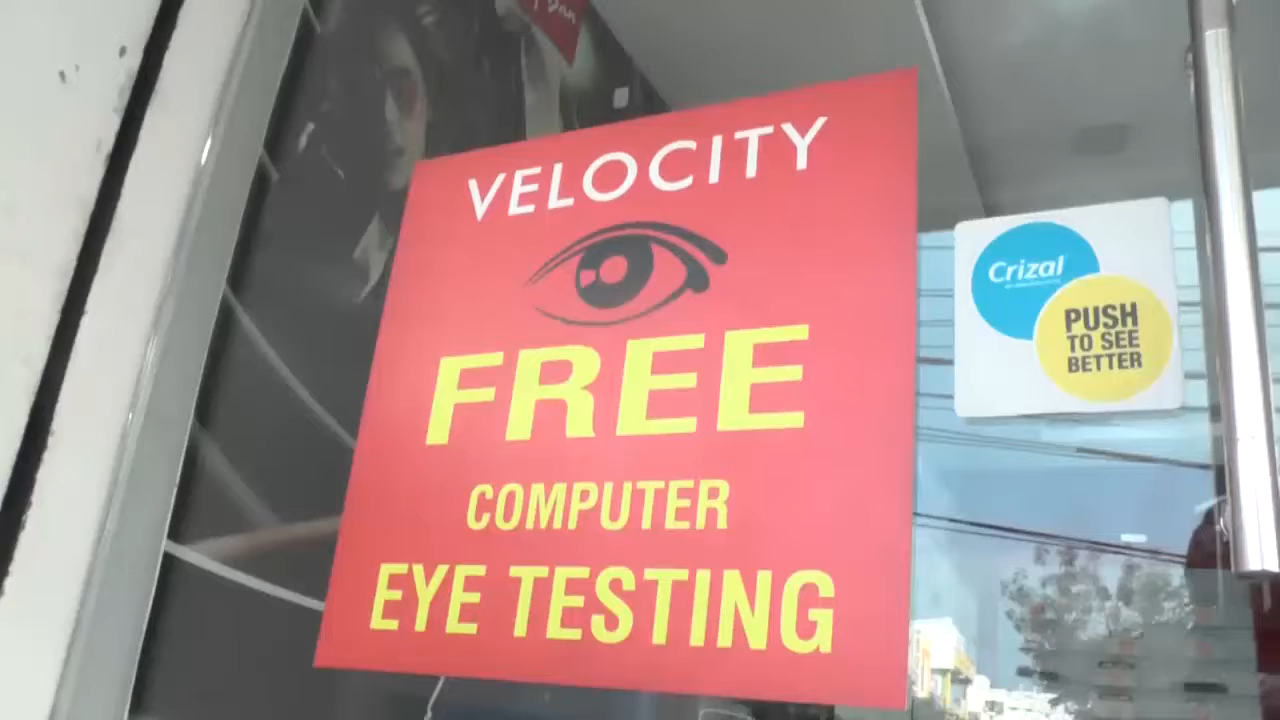 VELOCITY
FREE
COMPUTER
EYE TESTING
Crizal
PUSH
TO SEE
BETTER